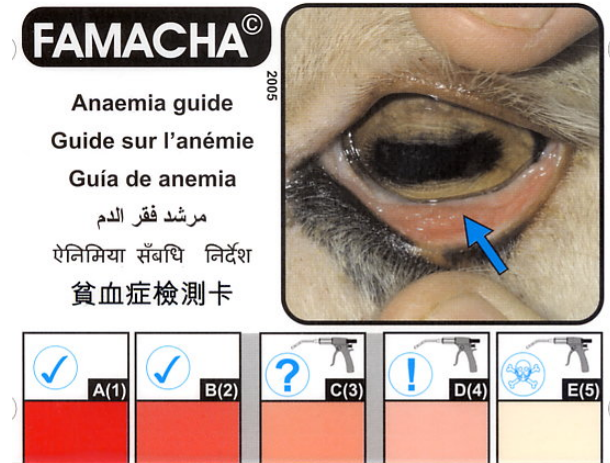 FAMACHA©
2005
Anaemia guide
Guide sur l'anémie
Guía de anemia
مرشد فقر الدم
ऐनिमिया सँबधि निर्देश
貧血症檢測卡
A(1) B(2) ? C(3) ! D(4) E(5)